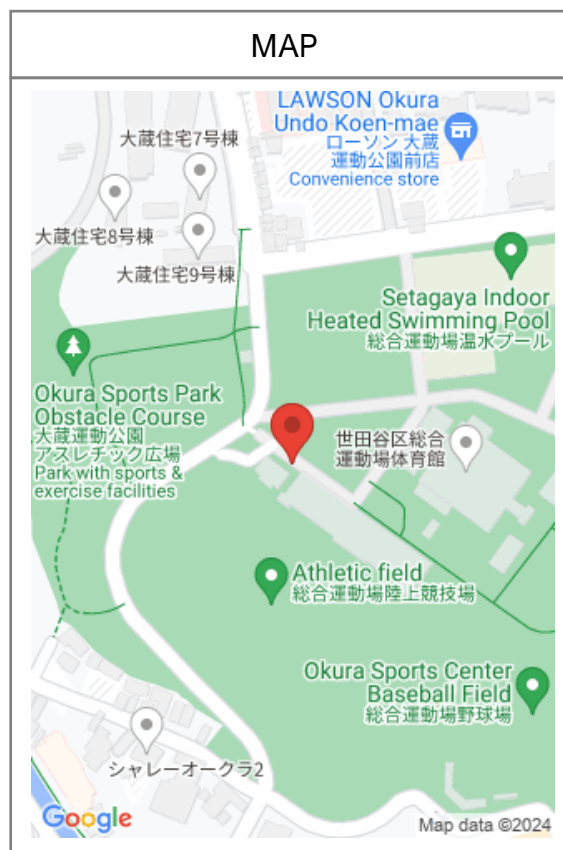 MAP
LAWSON Okura
Undo Koen-mae
ローソン 大蔵
運動公園前店
Convenience store
大蔵住宅7号棟
大蔵住宅8号棟
大蔵住宅9号棟
Setagaya Indoor
Heated Swimming Pool
総合運動場温水プール
Okura Sports Park
Obstacle Course
大蔵運動公園
アスレチック広場
Park with sports &
exercise facilities
世田谷区総合
運動場体育館
Athletic field
総合運動場陸上競技場
Okura Sports Center
Baseball Field
総合運動場野球場
シャレーオークラ2
Google
Map data ©2024